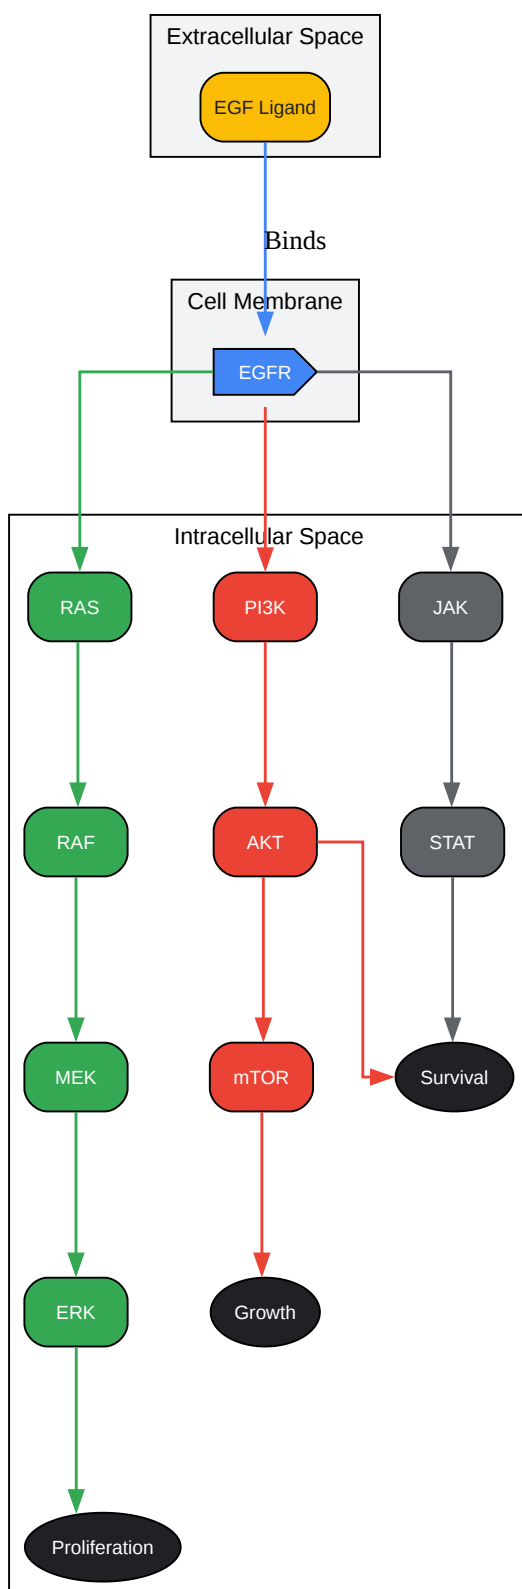 Extracellular Space
EGF Ligand
Binds
Cell Membrane
EGFR
Intracellular Space
RAS
PI3K
JAK
RAF
AKT
STAT
MEK
mTOR
Survival
ERK
Growth
Proliferation